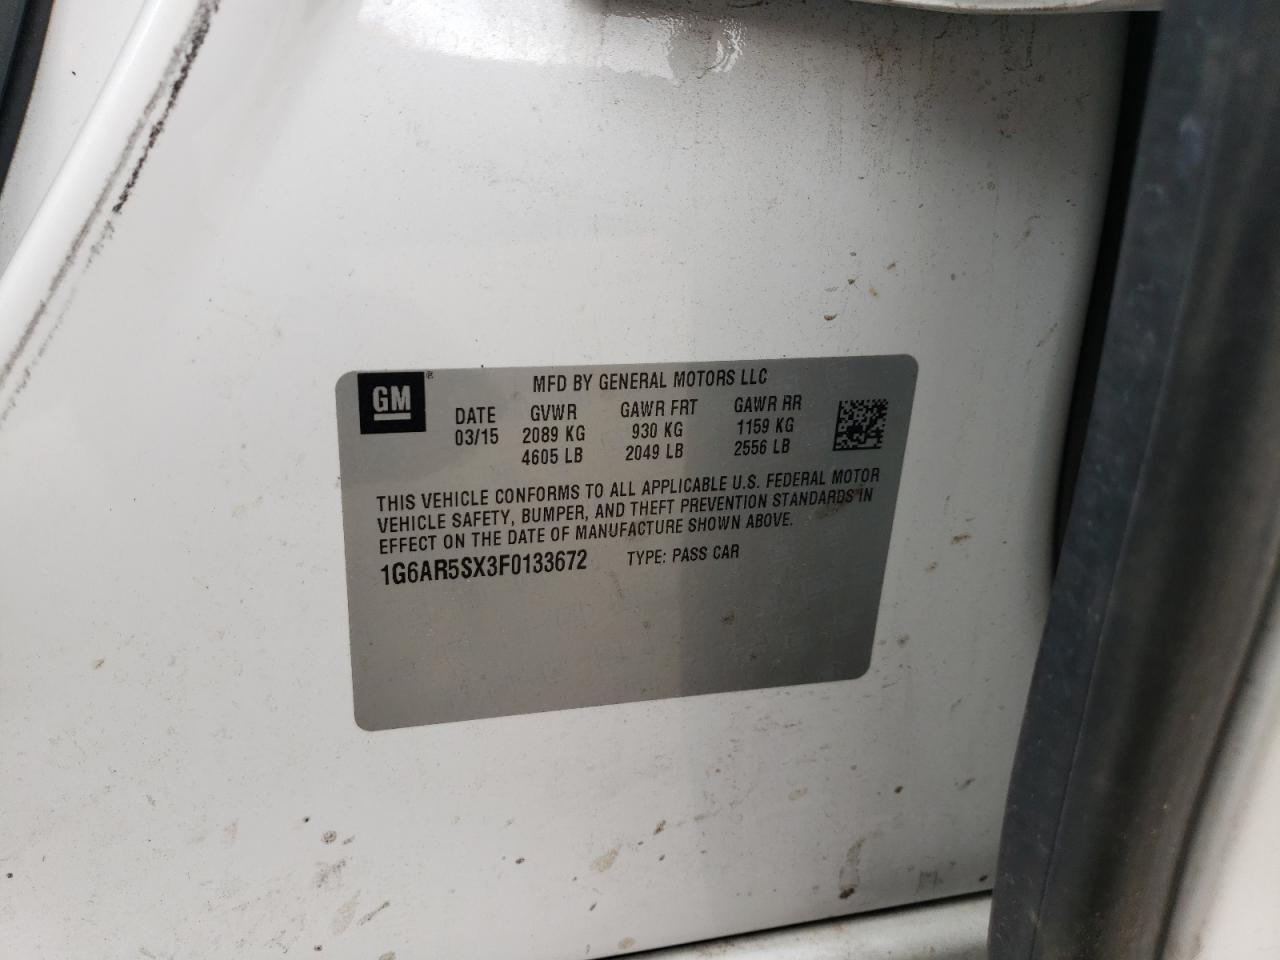 GM
MFD BY GENERAL MOTORS LLC
DATE GVWR GAWR FRT GAWR RR
03/15 2089 KG 930 KG 1159 KG
4605 LB 2049 LB 2556 LB
THIS VEHICLE CONFORMS TO ALL APPLICABLE U.S. FEDERAL MOTOR
VEHICLE SAFETY, BUMPER, AND THEFT PREVENTION STANDARDS IN
EFFECT ON THE DATE OF MANUFACTURE SHOWN ABOVE.
1G6AR5SX3F0133672 TYPE: PASS CAR